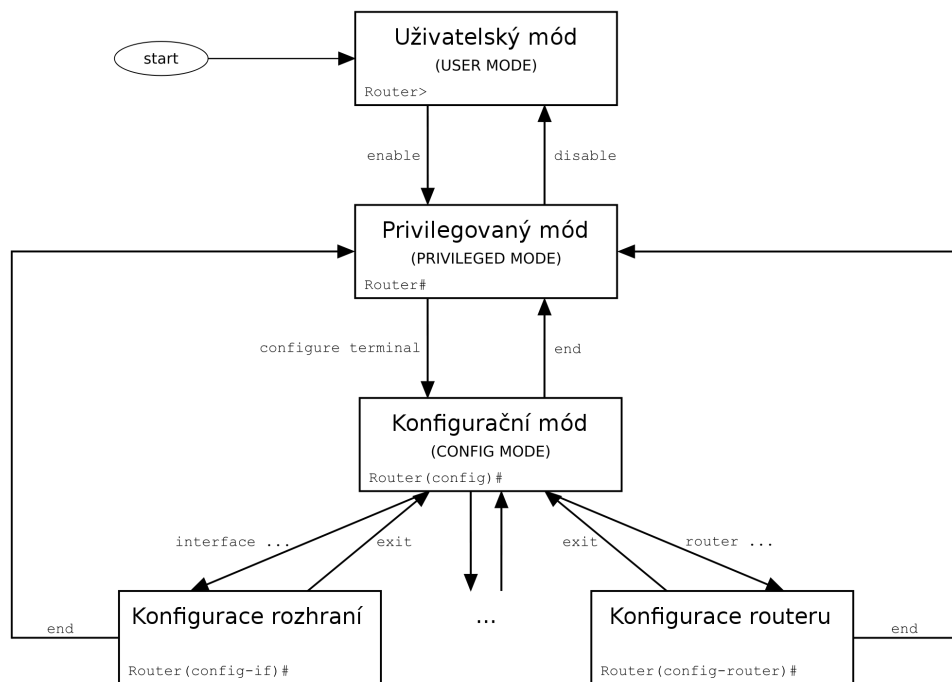 start
Uživatelský mód
(USER MODE)
Router>
enable
disable
Privilegovaný mód
(PRIVILEGED MODE)
Router#
configure terminal
end
Konfigurační mód
(CONFIG MODE)
Router(config)#
interface ...
exit
exit
router ...
Konfigurace rozhraní
...
Konfigurace routeru
end
end
Router(config-if)#
Router(config-router)#